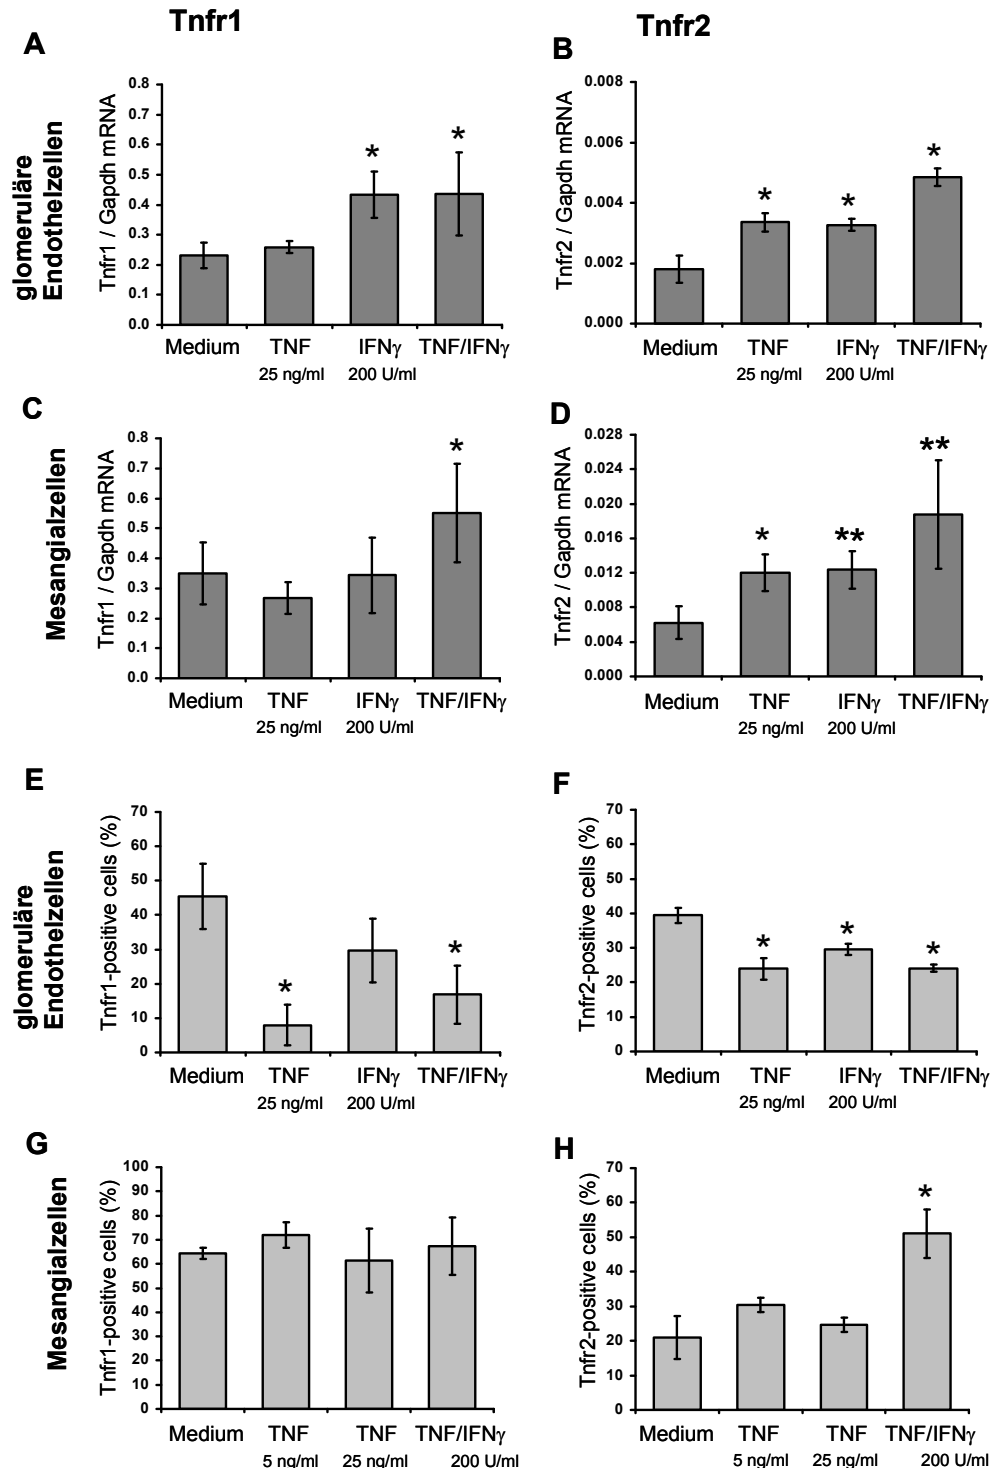 Tnfr1
Tnfr2
A
glomeruläre
Endothelzellen
Tnfr1 / Gapdh mRNA
0.8
0.7
0.6
0.5
0.4
0.3
0.2
0.1
0.0
*
*
Medium TNF IFNγ TNF/IFNγ
25 ng/ml 200 U/ml
B
Tnfr2 / Gapdh mRNA
0.008
0.006
0.004
0.002
0.000
*
*
*
Medium TNF IFNγ TNF/IFNγ
25 ng/ml 200 U/ml
C
Mesangialzellen
Tnfr1 / Gapdh mRNA
0.8
0.7
0.6
0.5
0.4
0.3
0.2
0.1
0.0
*
Medium TNF IFNγ TNF/IFNγ
25 ng/ml 200 U/ml
D
Tnfr2 / Gapdh mRNA
0.028
0.024
0.020
0.016
0.012
0.008
0.004
0.000
*
**
**
Medium TNF IFNγ TNF/IFNγ
25 ng/ml 200 U/ml
E
glomeruläre
Endothelzellen
Tnfr1-positive cells (%)
70
60
50
40
30
20
10
0
*
*
Medium TNF IFNγ TNF/IFNγ
25 ng/ml 200 U/ml
F
Tnfr2-positive cells (%)
70
60
50
40
30
20
10
0
*
*
*
Medium TNF IFNγ TNF/IFNγ
25 ng/ml 200 U/ml
G
Mesangialzellen
Tnfr1-positive cells (%)
100
90
80
70
60
50
40
30
20
10
0
Medium TNF TNF TNF/IFNγ
5 ng/ml 25 ng/ml 200 U/ml
H
Tnfr2-positive cells (%)
70
60
50
40
30
20
10
0
*
Medium TNF TNF TNF/IFNγ
5 ng/ml 25 ng/ml 200 U/ml